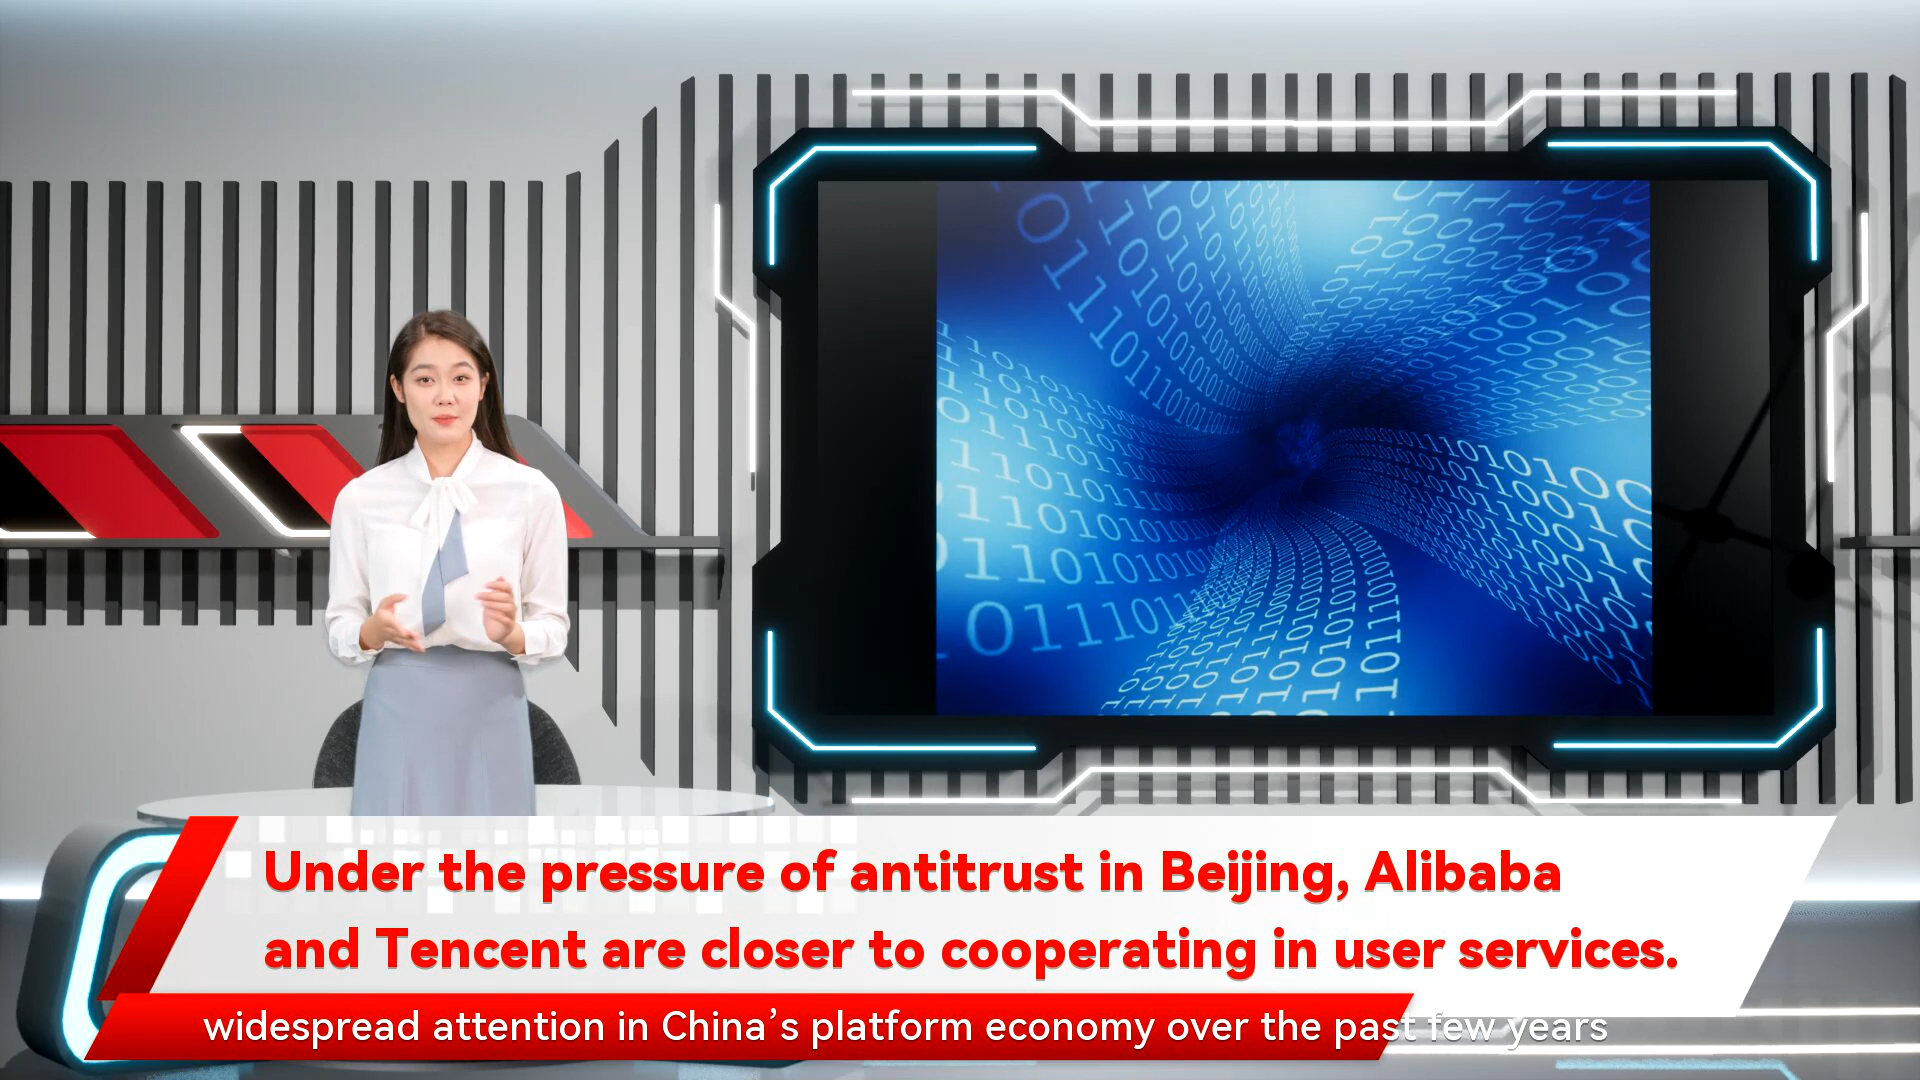 Under the pressure of antitrust in Beijing, Alibaba
and Tencent are closer to cooperating in user services.
widespread attention in China’s platform economy over the past few years